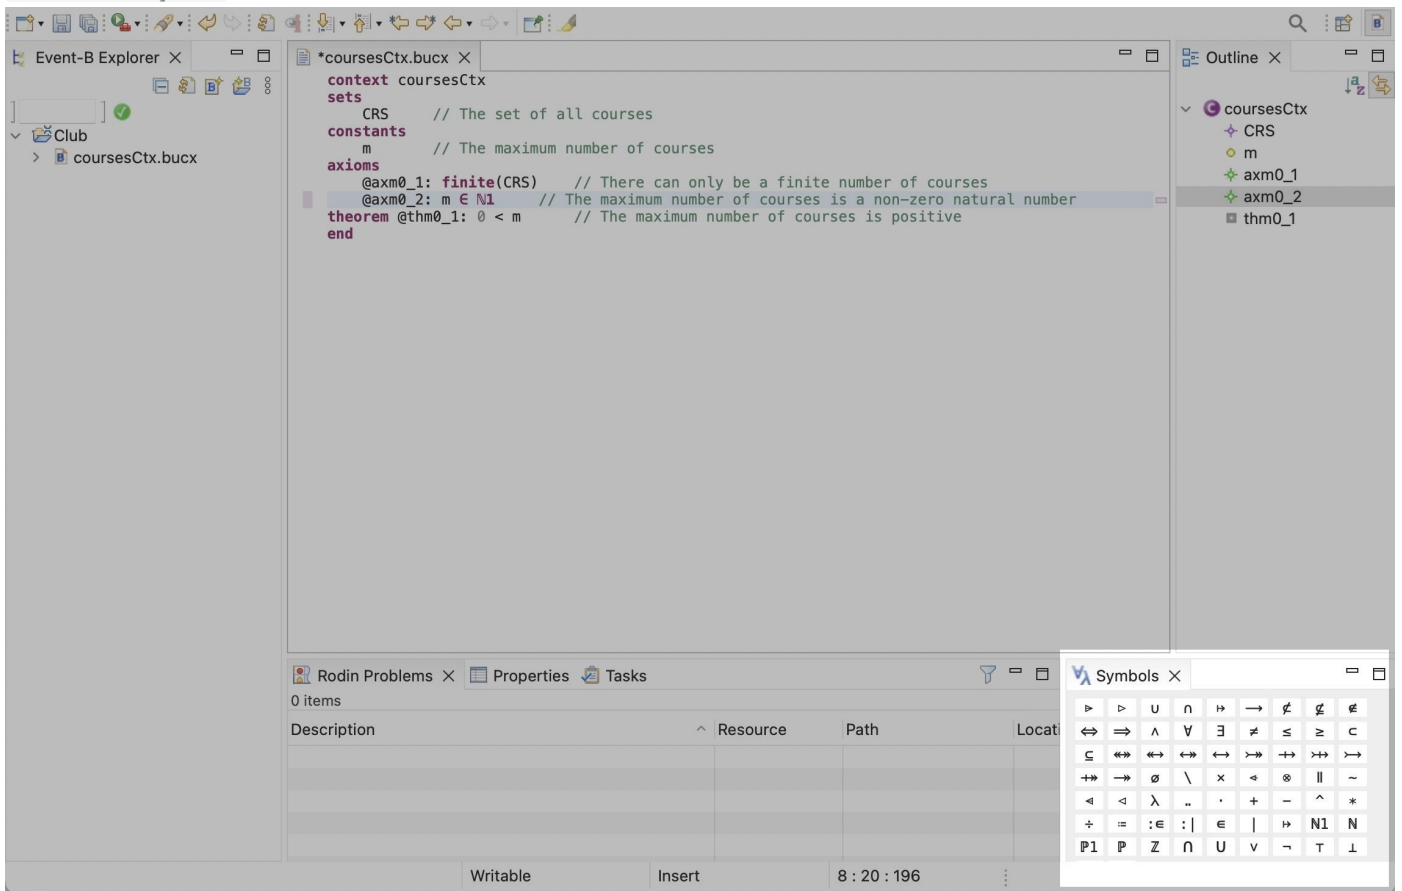 Event-B Explorer
Club
coursesCtx.bucx
*coursesCtx.bucx
context coursesCtx
sets
CRS // The set of all courses
constants
m // The maximum number of courses
axioms
@axm0_1: finite(CRS) // There can only be a finite number of courses
@axm0_2: m ∈ ℕ1 // The maximum number of courses is a non-zero natural number
theorem @thm0_1: 0 < m // The maximum number of courses is positive
end
Outline
coursesCtx
CRS
m
axm0_1
axm0_2
thm0_1
Rodin Problems Properties Tasks
0 items
Description Resource Path Locati
Symbols
⩥ ▷ ∪ ∩ ↦ → ⊄ ⊈ ∉
⇔ ⇒ ∧ ∀ ∃ ≠ ≤ ≥ ⊂
⊆  ↔ ⤖ ⇸ ⤔ ↣
⤀ ↠ ∅ \ × ⊗ ∥ ∼
⩤ ◁ λ ‥ · + − ^ ∗
÷ ≔ :∈ :∣ ∈ ∣ ↦ ℕ1 ℕ
ℙ1 ℙ ℤ ⋂ ⋃ ∨ ¬ ⊤ ⊥
Writable Insert 8 : 20 : 196